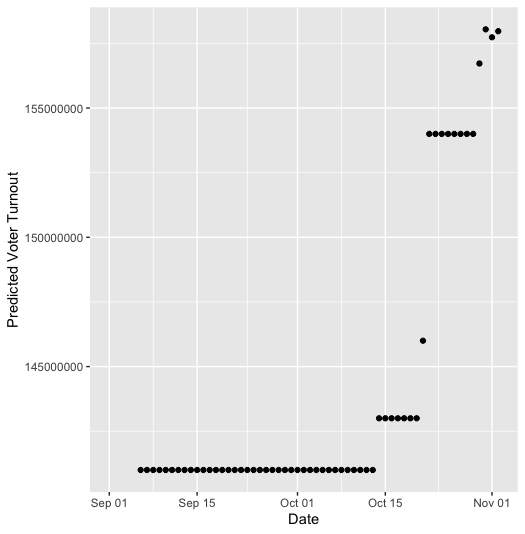 155000000
150000000
145000000
Predicted Voter Turnout
Sep 01 Sep 15 Oct 01 Oct 15 Nov 01
Date